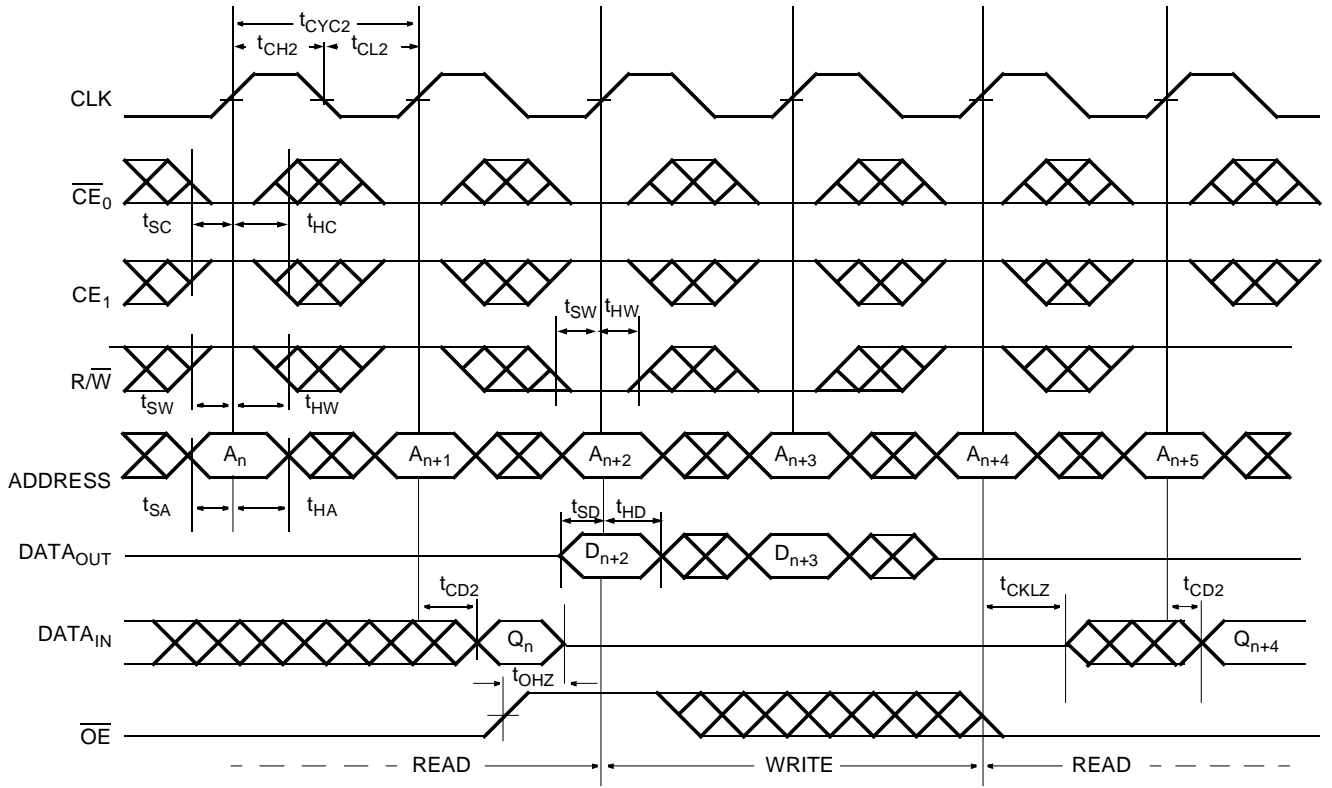 tCYC2
tCH2 tCL2
CLK
CE0
tSC tHC
CE1
tSW tHW
R/W
tSW tHW
An An+1 An+2 An+3 An+4 An+5
ADDRESS
tSA tHA tSD tHD
DATAOUT Dn+2 Dn+3
tCD2 tCKLZ tCD2
DATAIN Qn Qn+4
tOHZ
OE
READ WRITE READ